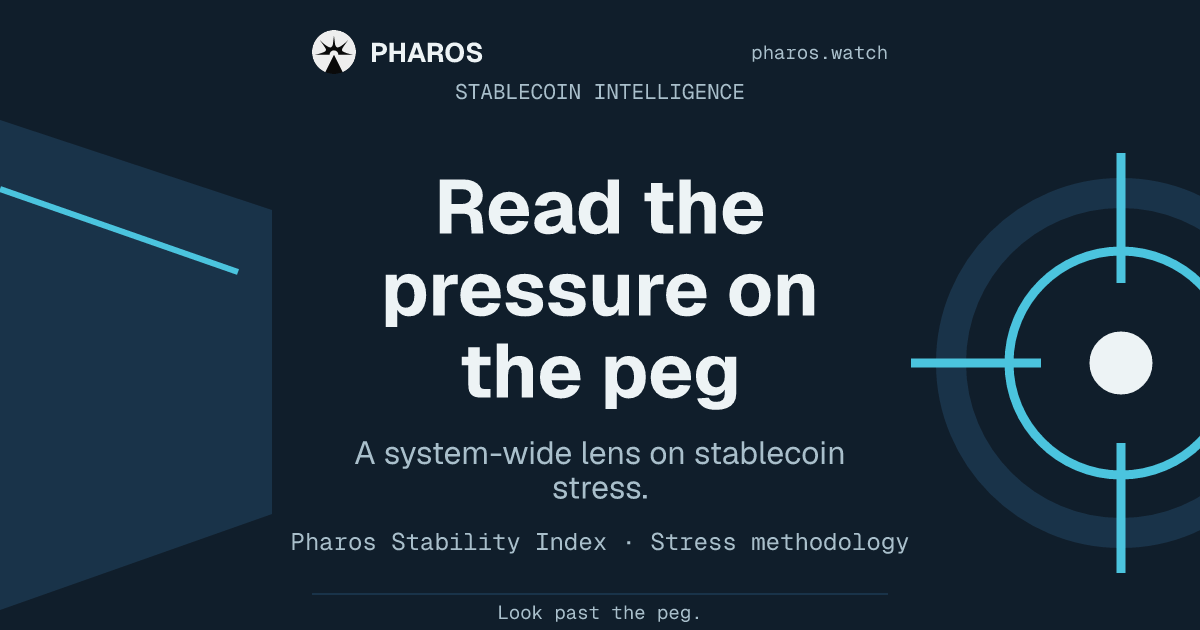 PHAROS
pharos.watch
STABLECOIN INTELLIGENCE
Read the
pressure on
the peg
A system-wide lens on stablecoin
stress.
Pharos Stability Index · Stress methodology
Look past the peg.